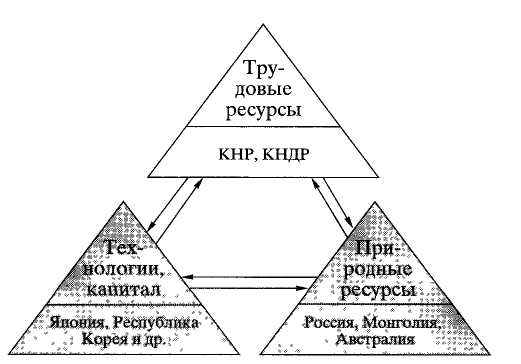 Тру-
довые
ресурсы
КНР, КНДР
Тех-
нологии,
капитал
Япония, Республика
Корея и др.
При-
родные
ресурсы
Россия, Монголия,
Австралия